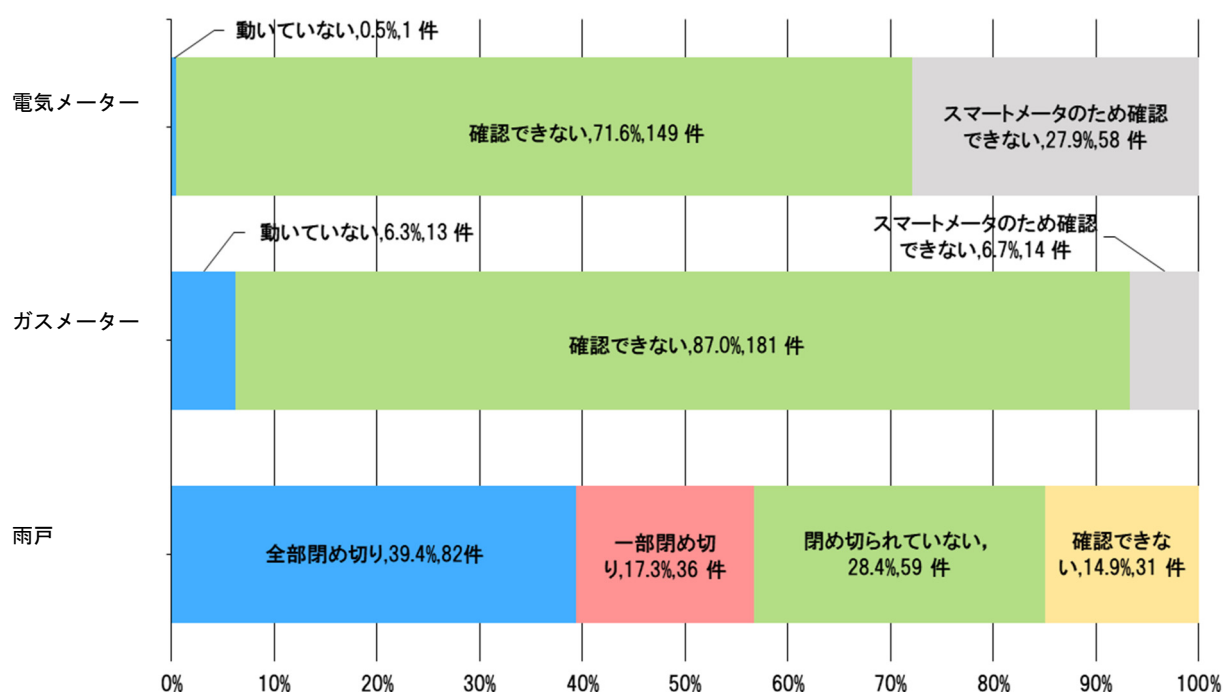 動いていない,0.5%,1 件
電気メーター
確認できない,71.6%,149 件
スマートメータのため確認
できない,27.9%,58 件
動いていない,6.3%,13 件
スマートメータのため確認
できない,6.7%,14 件
ガスメーター
確認できない,87.0%,181 件
雨戸
全部閉め切り,39.4%,82件
一部閉め切
り,17.3%,36 件
閉め切られていない,
28.4%,59 件
確認できな
い,14.9%,31 件
0% 10% 20% 30% 40% 50% 60% 70% 80% 90% 100%